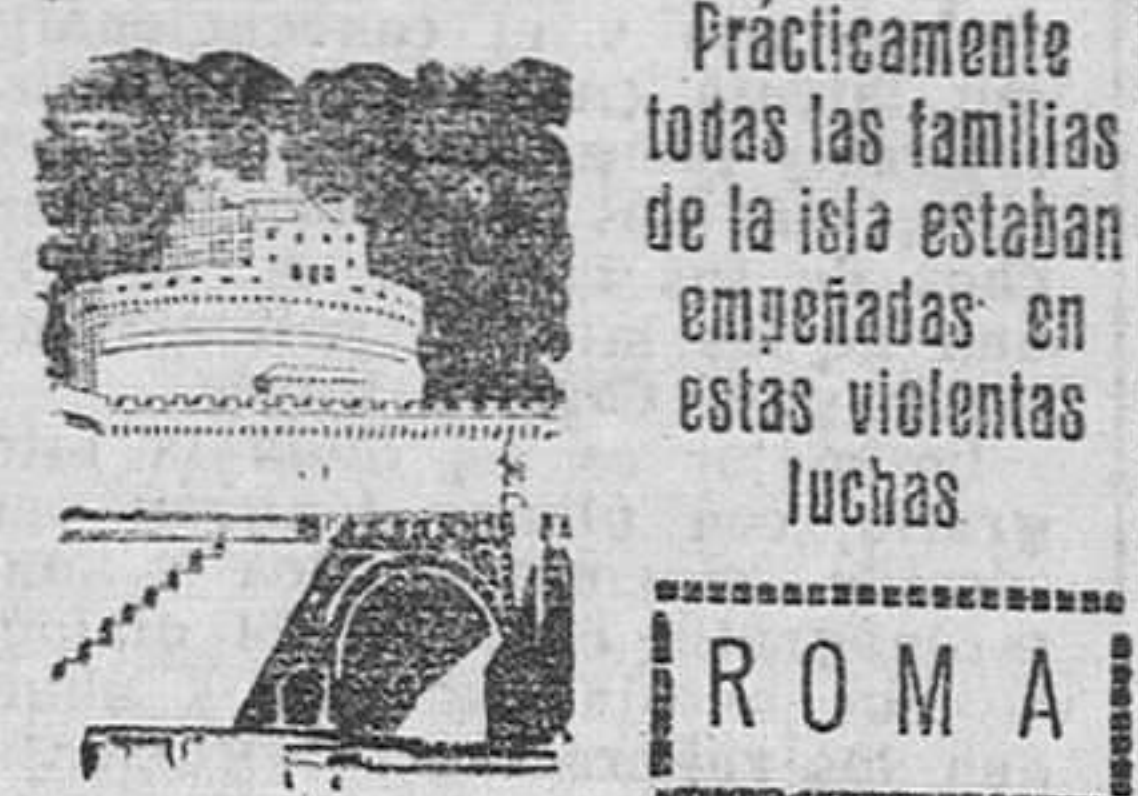 Prácticamente
todas las familias
de la isla estaban
empeñadas en
estas violentas
luchas
ROMA